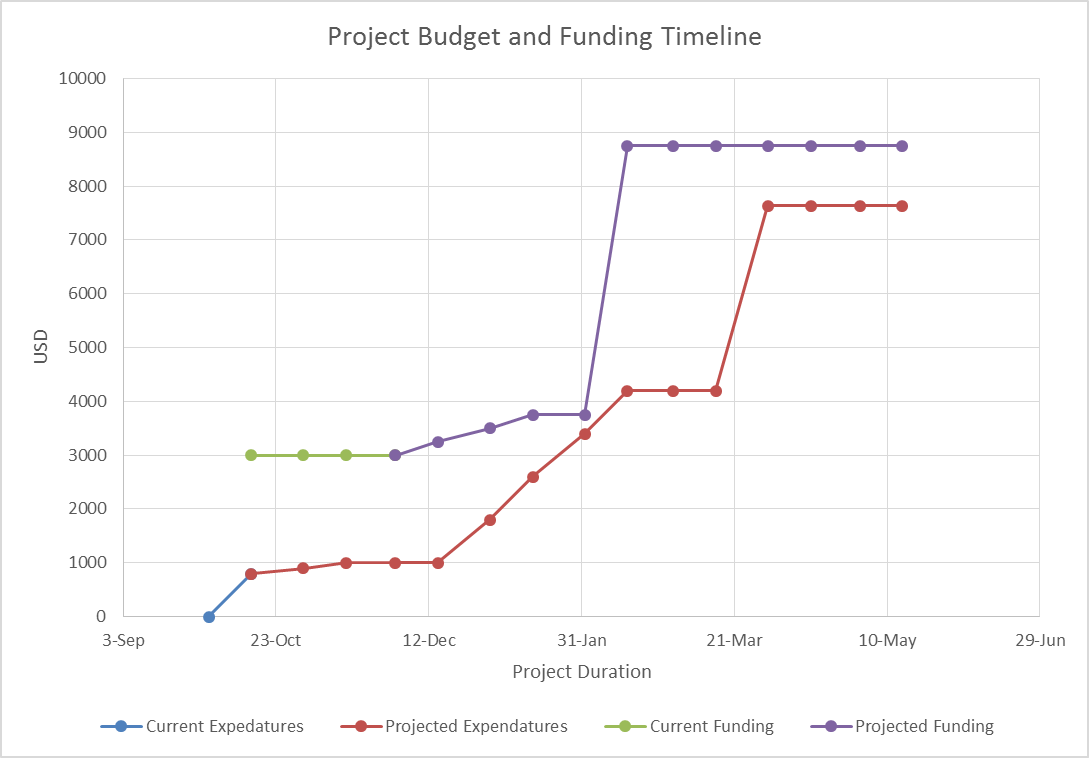 Project Budget and Funding Timeline
10000
9000
8000
7000
6000
5000
4000
3000
2000
1000
0
USD
3-Sep 23-Oct 12-Dec 31-Jan 21-Mar 10-May 29-Jun
Project Duration
Current Expedatures Projected Expendatures Current Funding Projected Funding